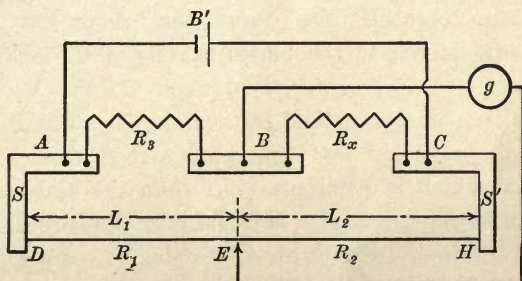 B'
g
A R₃ B Rₓ C
S S'
L₁ L₂
D R₁ E R₂ H